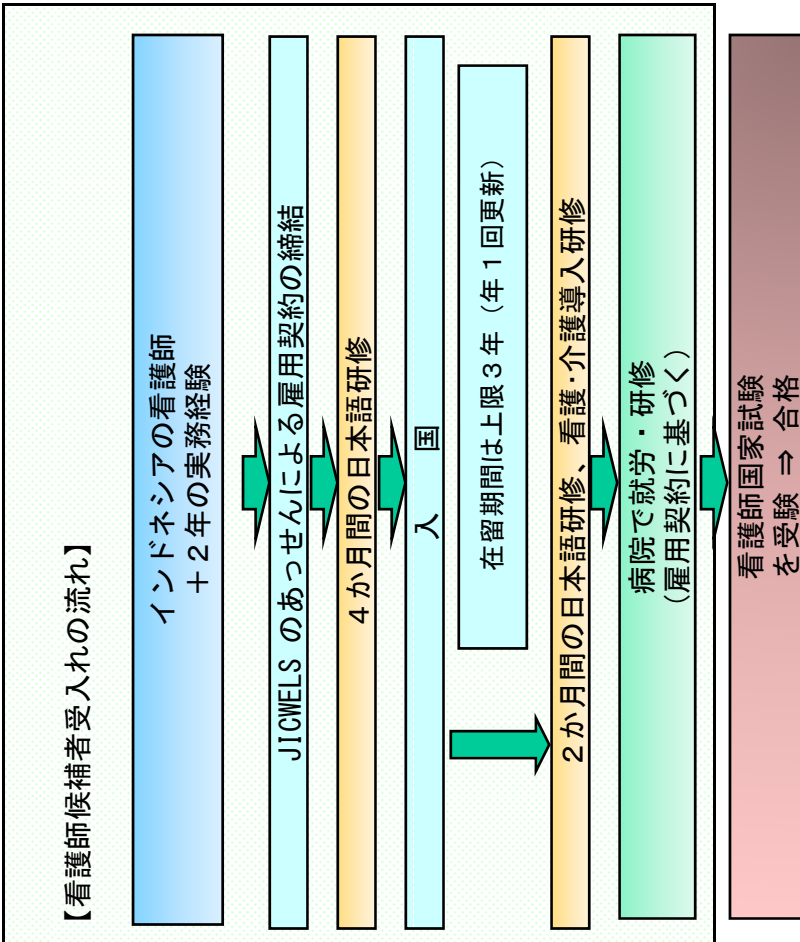 【看護師候補者受入れの流れ】
インドネシアの看護師
＋２年の実務経験
JICWELS のあっせんによる雇用契約の締結
４か月間の日本語研修
入　国
在留期間は上限３年（年１回更新）
２か月間の日本語研修、看護・介護導入研修
病院で就労・研修
（雇用契約に基づく）
看護師国家試験
を受験 ⇒ 合格